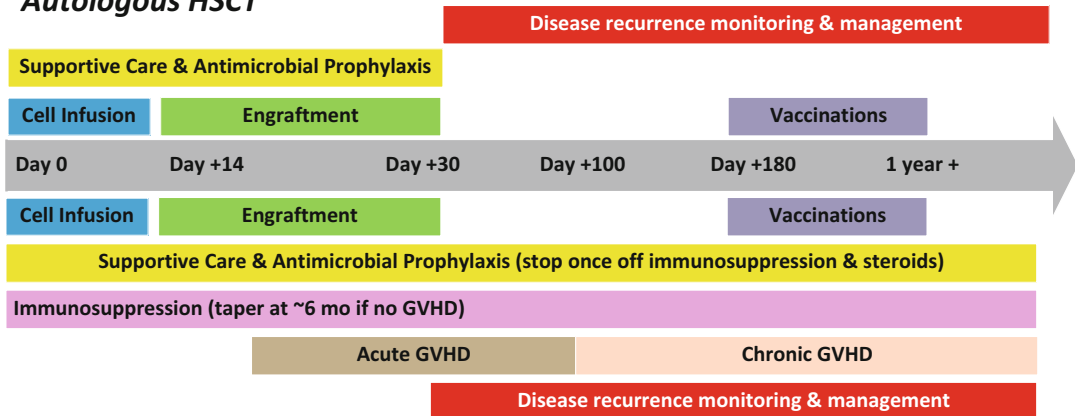 Autologous HSCT
Disease recurrence monitoring & management
Supportive Care & Antimicrobial Prophylaxis
Cell Infusion Engraftment Vaccinations
Day 0 Day +14 Day +30 Day +100 Day +180 1 year +
Cell Infusion Engraftment Vaccinations
Supportive Care & Antimicrobial Prophylaxis (stop once off immunosuppression & steroids)
Immunosuppression (taper at ~6 mo if no GVHD)
Acute GVHD Chronic GVHD
Disease recurrence monitoring & management